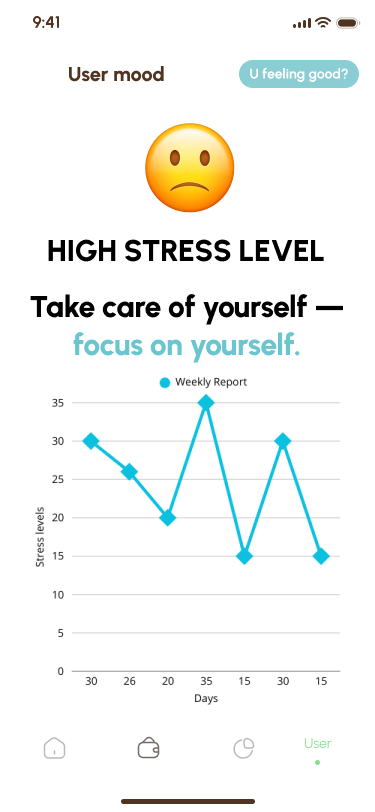 9:41
User mood
U feeling good?
HIGH STRESS LEVEL
Take care of yourself —
focus on yourself.
Weekly Report
35
30
25
20
15
10
5
0
Stress levels
30 26 20 35 15 30 15
Days
User